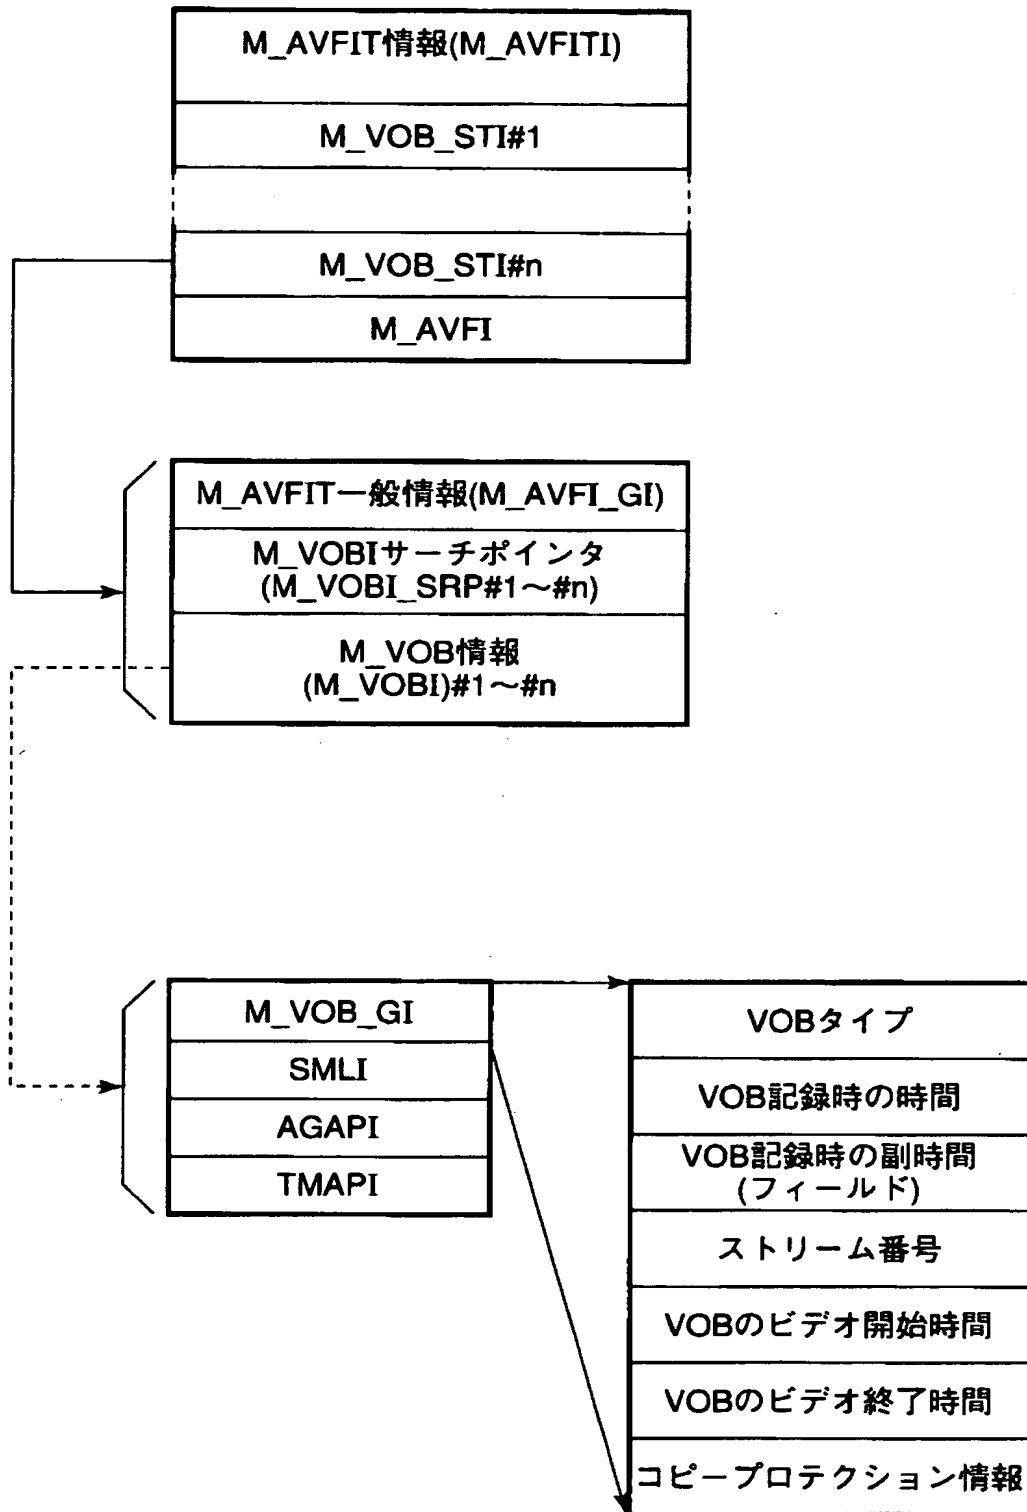 M_AVFIT情報(M_AVFITI)
M_VOB_STI#1
M_VOB_STI#n
M_AVFI
M_AVFIT一般情報(M_AVFI_GI)
M_VOBIサーチポインタ
(M_VOBI_SRP#1～#n)
M_VOB情報
(M_VOBI)#1～#n
M_VOB_GI
SMLI
AGAPI
TMAPI
VOBタイプ
VOB記録時の時間
VOB記録時の副時間
(フィールド)
ストリーム番号
VOBのビデオ開始時間
VOBのビデオ終了時間
コピープロテクション情報